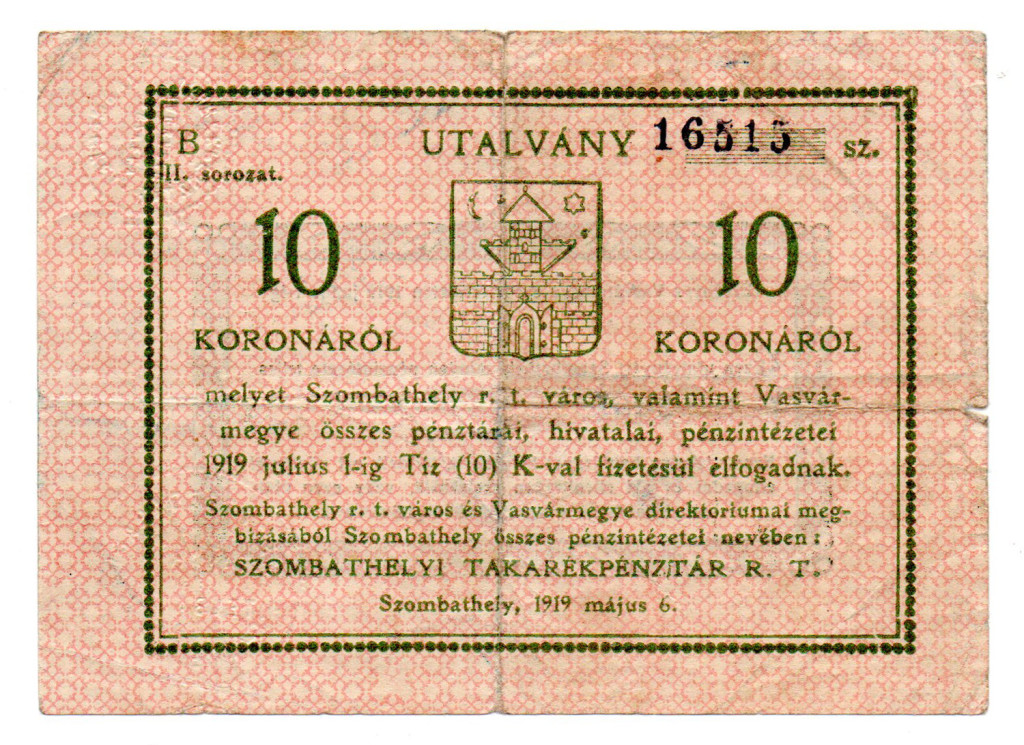 B UTALVÁNY 16515 sz.
II. sorozat.
10 10
KORONÁRÓL KORONÁRÓL
melyet Szombathely r. t. város, valamint Vasvár-
megye összes pénztárai, hivatalai, pénzintézetei
1919 julius 1-ig Tiz (10) K-val fizetésül elfogadnak.
Szombathely r. t. város és Vasvármegye direktoriumai meg-
bizásából Szombathely összes pénzintézetei nevében:
SZOMBATHELYI TAKARÉKPÉNZTÁR R. T.
Szombathely, 1919 május 6.